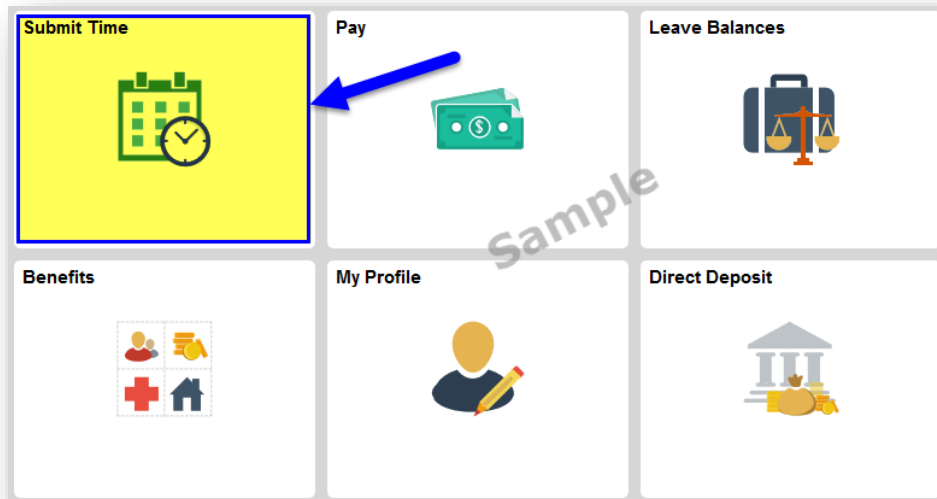 Submit Time
Pay
Leave Balances
Sample
Benefits
My Profile
Direct Deposit